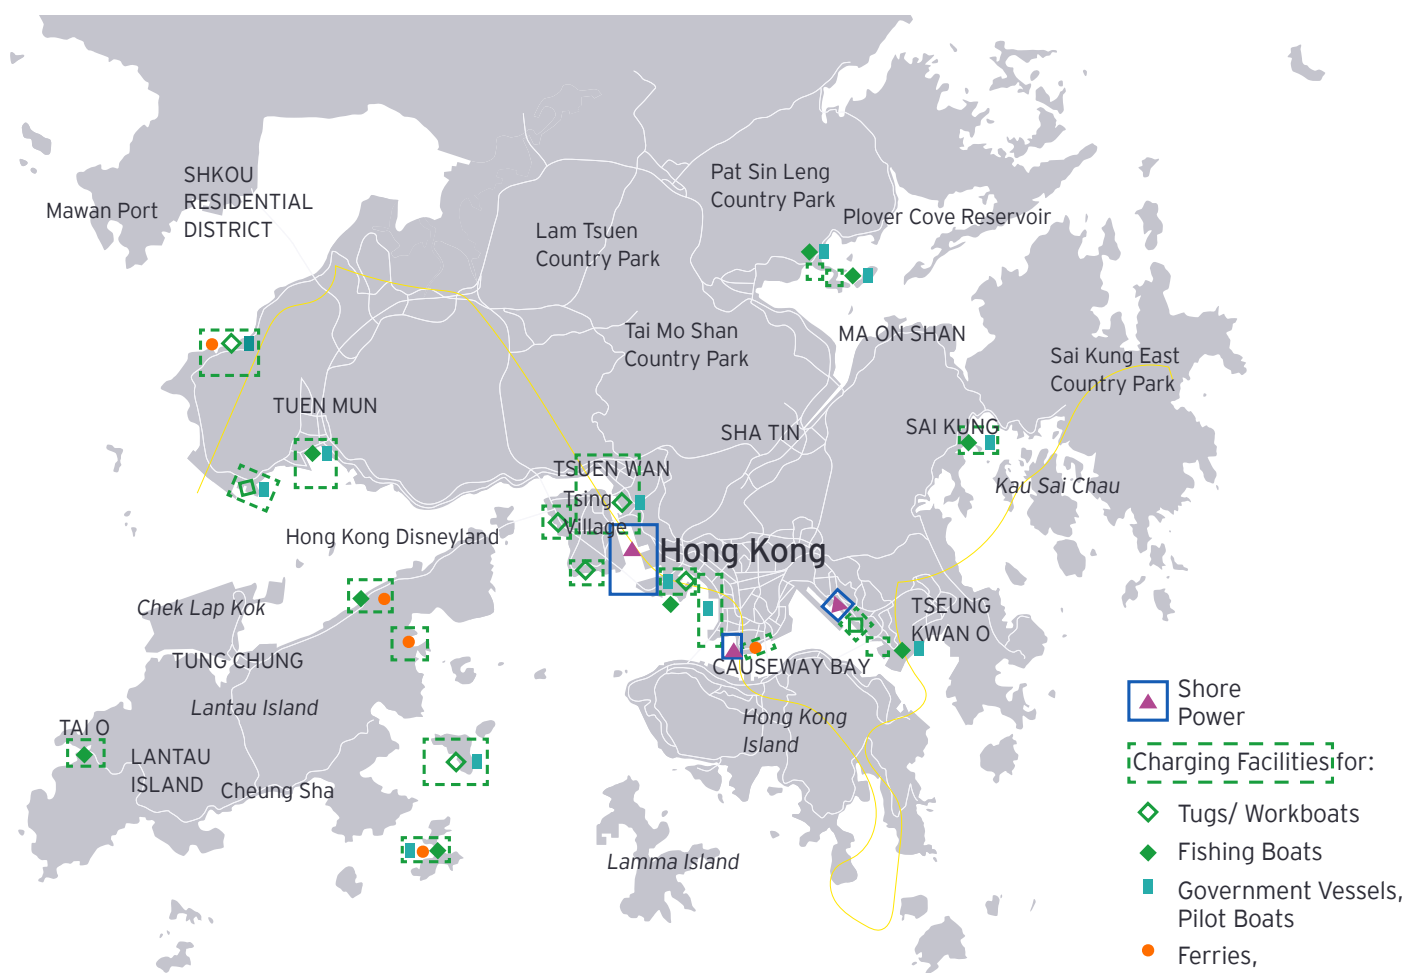 SHKOU
RESIDENTIAL
DISTRICT
Mawan Port
Pat Sin Leng
Country Park
Plover Cove Reservoir
Lam Tsuen
Country Park
Tai Mo Shan
Country Park
MA ON SHAN
Sai Kung East
Country Park
TUEN MUN
SHA TIN
SAI KUNG
TSUEN WAN
Kau Sai Chau
Tsing
Village
Hong Kong Disneyland
Hong Kong
Chek Lap Kok
TSEUNG
KWAN O
TUNG CHUNG
CAUSEWAY BAY
Lantau Island
Hong Kong
Island
TAI O
LANTAU
ISLAND
Cheung Sha
Lamma Island
Shore
Power
Charging Facilities for:
Tugs/ Workboats
Fishing Boats
Government Vessels,
Pilot Boats
Ferries,